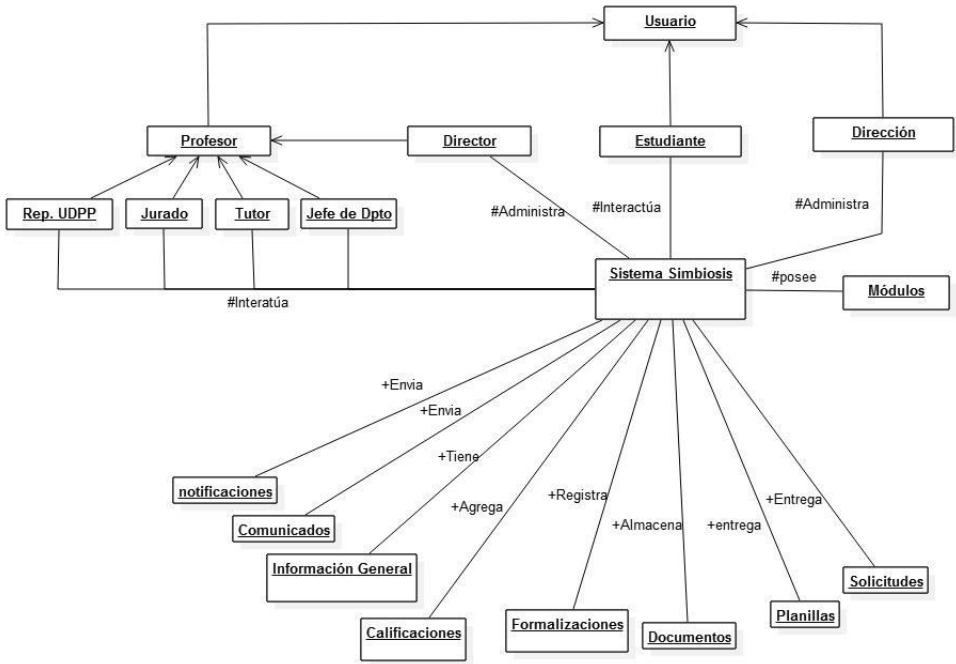 Usuario
Profesor
Director
Estudiante
Dirección
Rep. UDPP
Jurado
Tutor
Jefe de Dpto
#Administra
#Interactúa
#Administra
Sistema Simbiosis
#posee
Módulos
#Interatúa
+Envia
+Envia
+Tiene
+Agrega
+Registra
+Almacena
+entrega
+Entrega
notificaciones
Comunicados
Información General
Calificaciones
Formalizaciones
Documentos
Planillas
Solicitudes